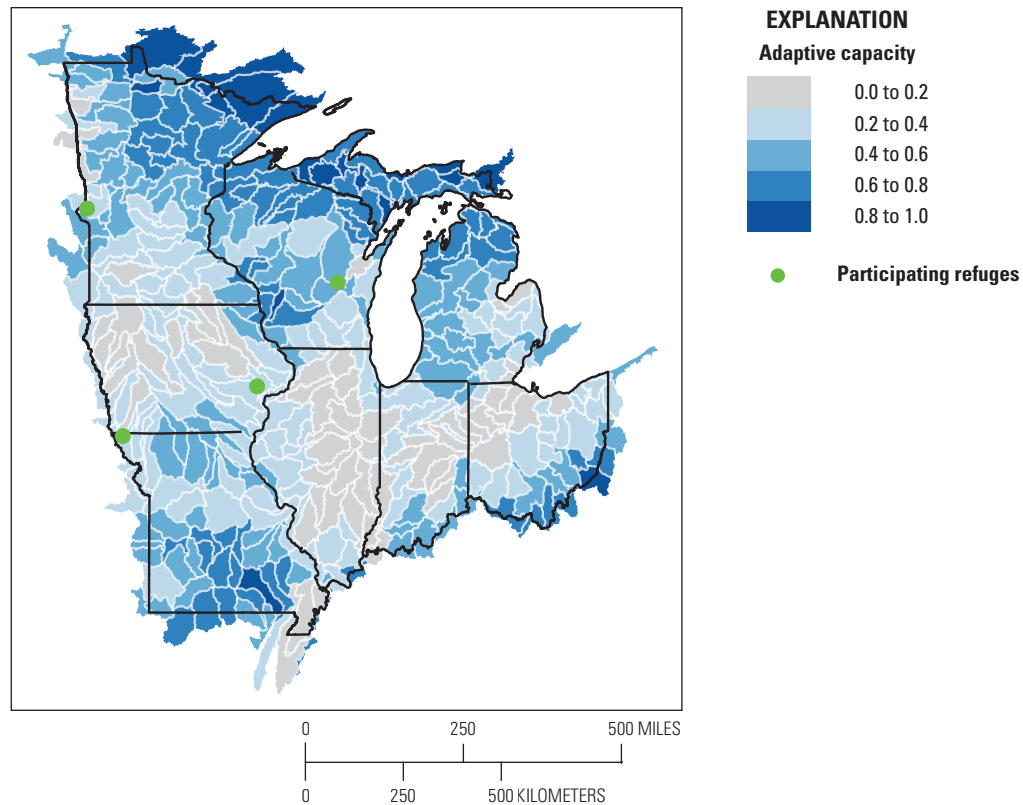 EXPLANATION
Adaptive capacity
0.0 to 0.2
0.2 to 0.4
0.4 to 0.6
0.6 to 0.8
0.8 to 1.0
Participating refuges
0 250 500 MILES
0 250 500 KILOMETERS